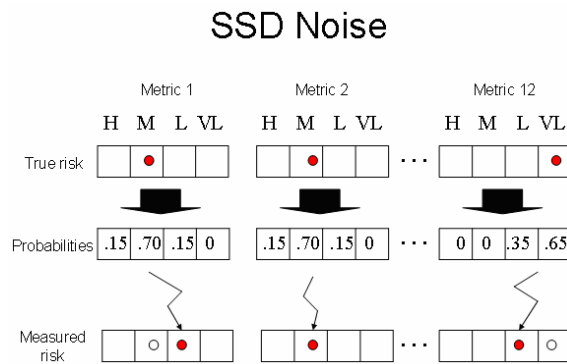 SSD Noise
Metric 1 Metric 2 Metric 12
H M L VL H M L VL H M L VL
True risk
. . .
Probabilities .15 .70 .15 0 .15 .70 .15 0 . . . 0 0 .35 .65
Measured
risk
. . .